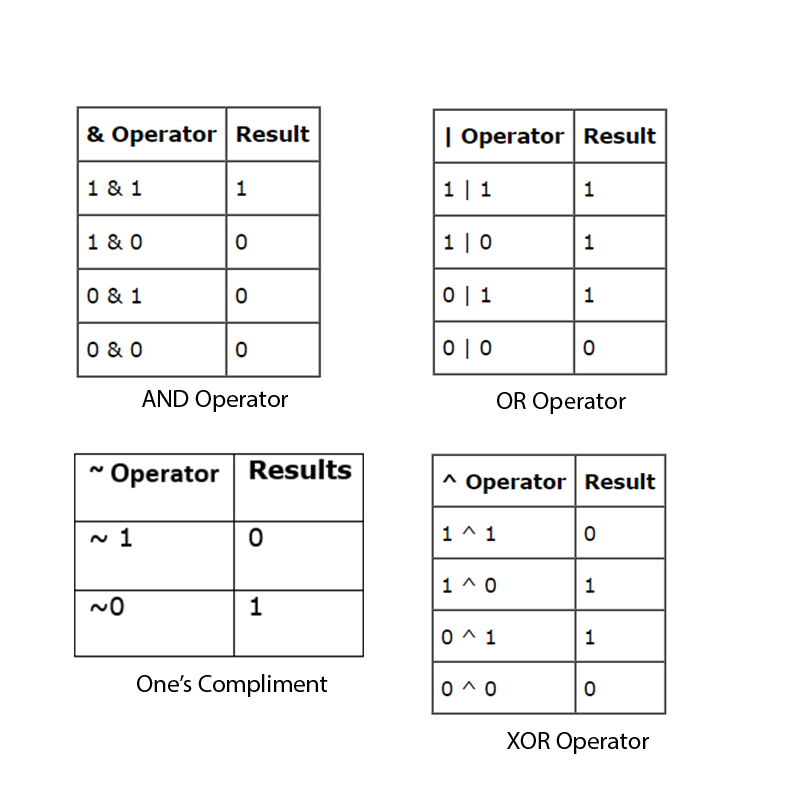 & Operator Result
1 & 1 1
1 & 0 0
0 & 1 0
0 & 0 0
AND Operator
| Operator Result
1 | 1 1
1 | 0 1
0 | 1 1
0 | 0 0
OR Operator
~ Operator Results
~ 1 0
~0 1
One’s Compliment
^ Operator Result
1 ^ 1 0
1 ^ 0 1
0 ^ 1 1
0 ^ 0 0
XOR Operator